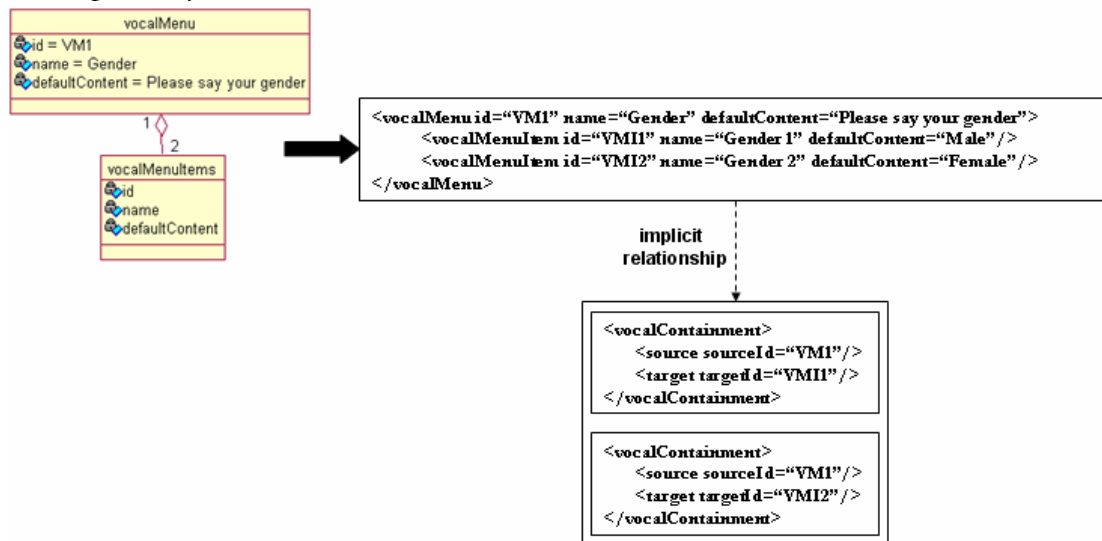 vocalMenu
id = VM1
name = Gender
defaultContent = Please say your gender
1
2
vocalMenuItems
id
name
defaultContent
<vocalMenu id=“VM1” name=“Gender” defaultContent=“Please say your gender”>
<vocalMenuItem id=“VMI1” name=“Gender 1” defaultContent=“Male”/>
<vocalMenuItem id=“VMI2” name=“Gender 2” defaultContent=“Female”/>
</vocalMenu>
implicit
relationship
<vocalContainment>
<source sourceId=“VM1”/>
<target targetId=“VMI1”/>
</vocalContainment>
<vocalContainment>
<source sourceId=“VM1”/>
<target targetId=“VMI2”/>
</vocalContainment>